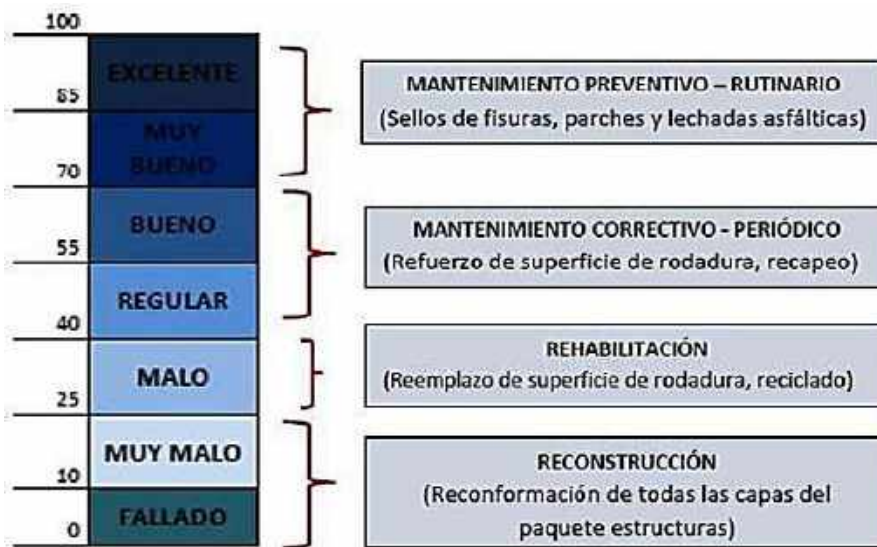 100
EXCELENTE
85
MUY
BUENO
70
BUENO
55
REGULAR
40
MALO
25
MUY MALO
10
FALLADO
0
MANTENIMIENTO PREVENTIVO – RUTINARIO
(Sellos de fisuras, parches y lechadas asfálticas)
MANTENIMIENTO CORRECTIVO - PERIÓDICO
(Refuerzo de superficie de rodadura, recapeo)
REHABILITACIÓN
(Reemplazo de superficie de rodadura, reciclado)
RECONSTRUCCIÓN
(Reconformación de todas las capas del
paquete estructuras)